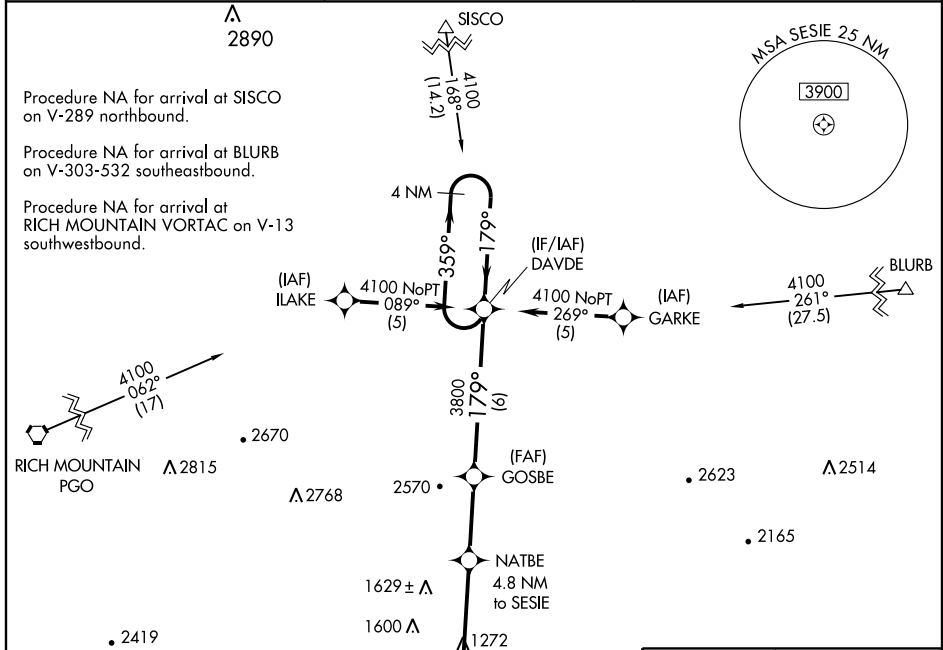 2890
SISCO
MSA SESIE 25 NM
3900
4100
168°
(14.2)
Procedure NA for arrival at SISCO
on V-289 northbound.
Procedure NA for arrival at BLURB
on V-303-532 southeastbound.
Procedure NA for arrival at
RICH MOUNTAIN VORTAC on V-13
southwestbound.
4 NM
359°
179°
(IF/IAF)
DAVDE
(IAF)
ILAKE
4100 NoPT
089°
(5)
4100 NoPT
269°
(5)
(IAF)
GARKE
4100
261°
(27.5)
BLURB
4100
062°
(17)
RICH MOUNTAIN
PGO
3800
179°
(6)
2670
2815
2768
2570
(FAF)
GOSBE
2623
2514
2165
NATBE
4.8 NM
to SESIE
1629±
1600
1272
2419